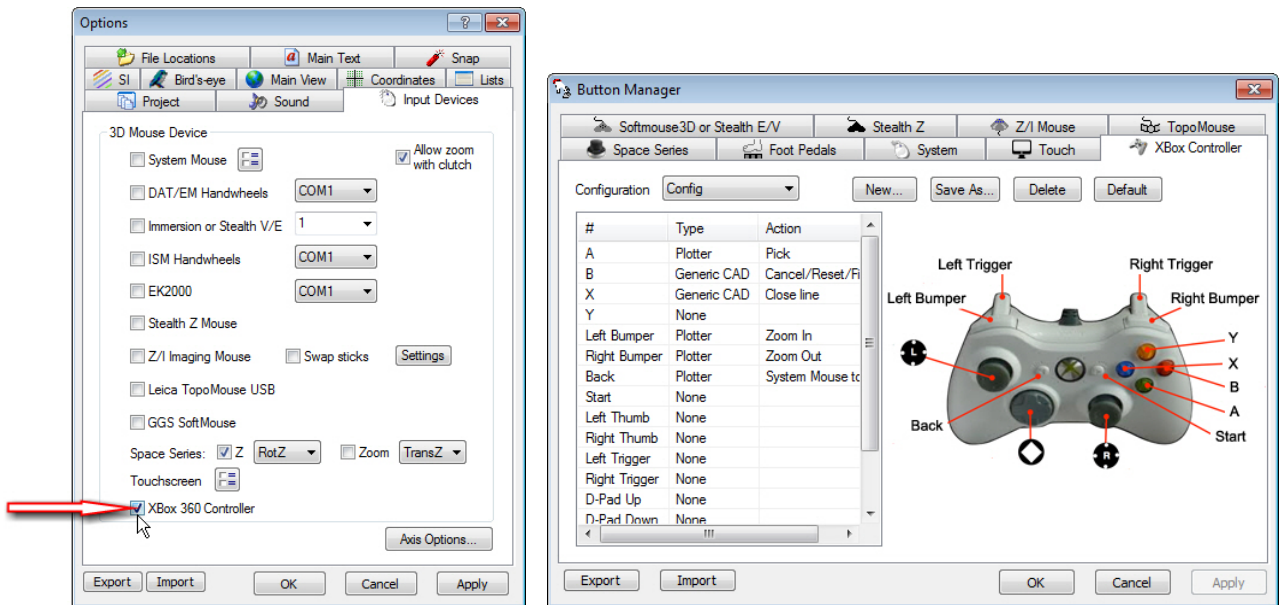 Options
File Locations
Main Text
Snap
SI
Bird's-eye
Main View
Coordinates
Lists
Project
Sound
Input Devices
3D Mouse Device
System Mouse
Allow zoom
with clutch
DAT/EM Handwheels
COM1
Immersion or Stealth V/E
1
ISM Handwheels
COM1
EK2000
COM1
Stealth Z Mouse
Z/I Imaging Mouse
Swap sticks
Settings
Leica TopoMouse USB
GGS SoftMouse
Space Series:
Z
RotZ
Zoom
TransZ
Touchscreen
XBox 360 Controller
Axis Options...
Export
Import
OK
Cancel
Apply
Button Manager
Softmouse3D or Stealth E/V
Stealth Z
Z/I Mouse
TopoMouse
Space Series
Foot Pedals
System
Touch
XBox Controller
Configuration
Config
New...
Save As...
Delete
Default
# Type Action
A Plotter Pick
B Generic CAD Cancel/Reset/Fi
X Generic CAD Close line
Y None
Left Bumper Plotter Zoom In
Right Bumper Plotter Zoom Out
Back Plotter System Mouse to
Start None
Left Thumb None
Right Thumb None
Left Trigger None
Right Trigger None
D-Pad Up None
D-Pad Down None
Left Trigger
Right Trigger
Left Bumper
Right Bumper
L
Y
X
B
A
Back
Start
R
Export
Import
OK
Cancel
Apply